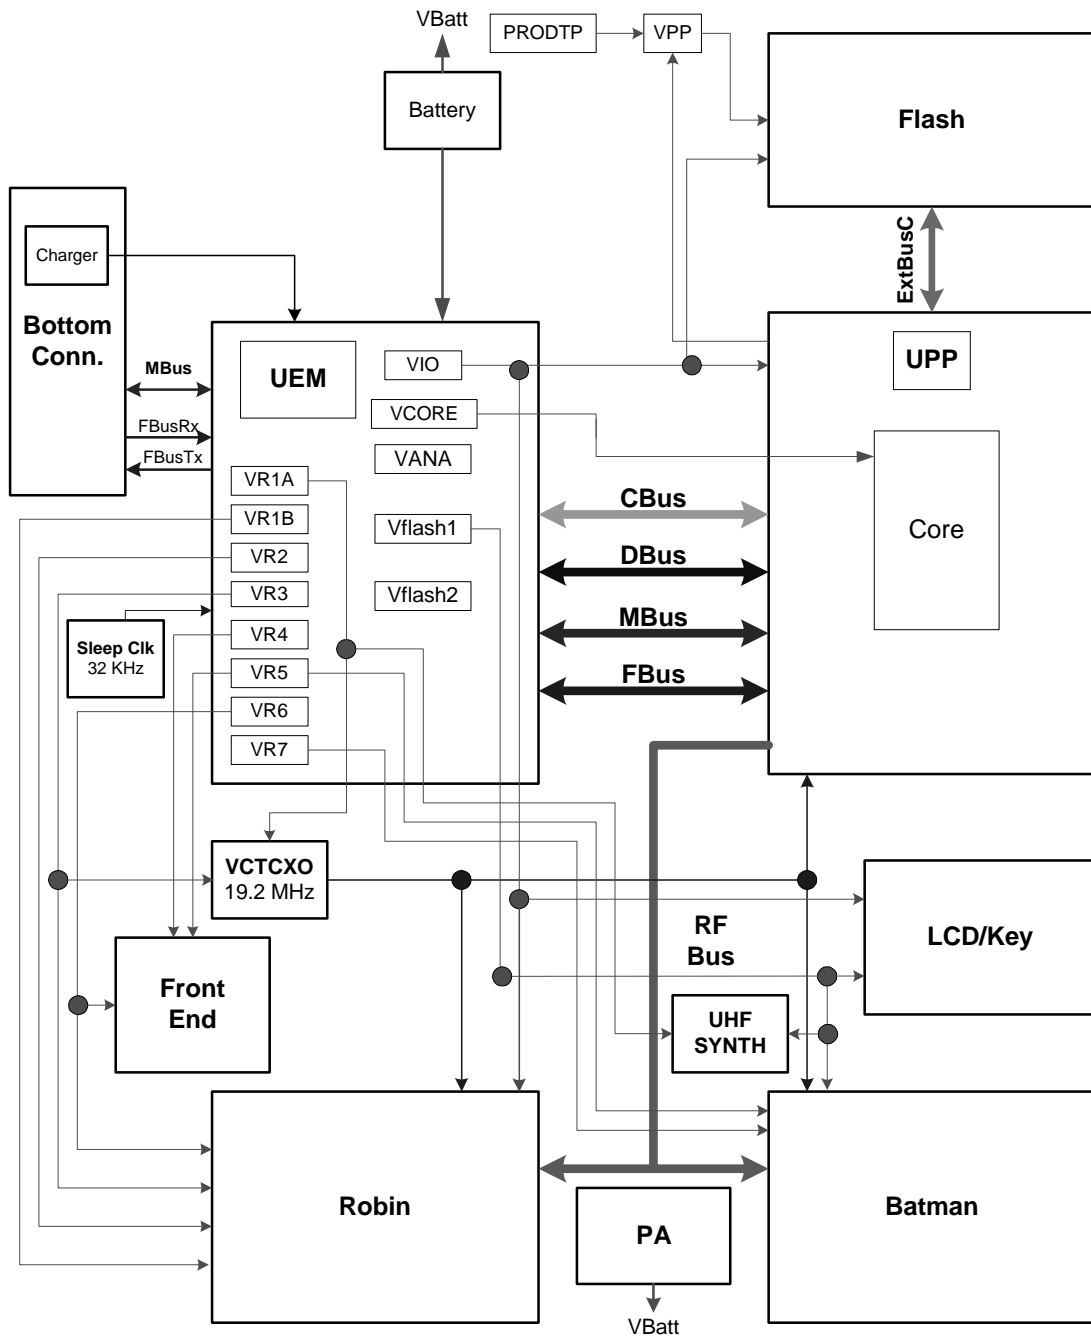 VBatt
PRODTP
VPP
Battery
Flash
Charger
Bottom
Conn.
ExtBusC
MBus
FBusRx
FBusTx
UEM
VIO
VCORE
VANA
VR1A
VR1B
Vflash1
VR2
VR3
Vflash2
VR4
VR5
VR6
VR7
Sleep Clk
32 KHz
UPP
Core
CBus
DBus
MBus
FBus
VCTCXO
19.2 MHz
RF
Bus
LCD/Key
Front
End
UHF
SYNTH
Robin
PA
Batman
VBatt